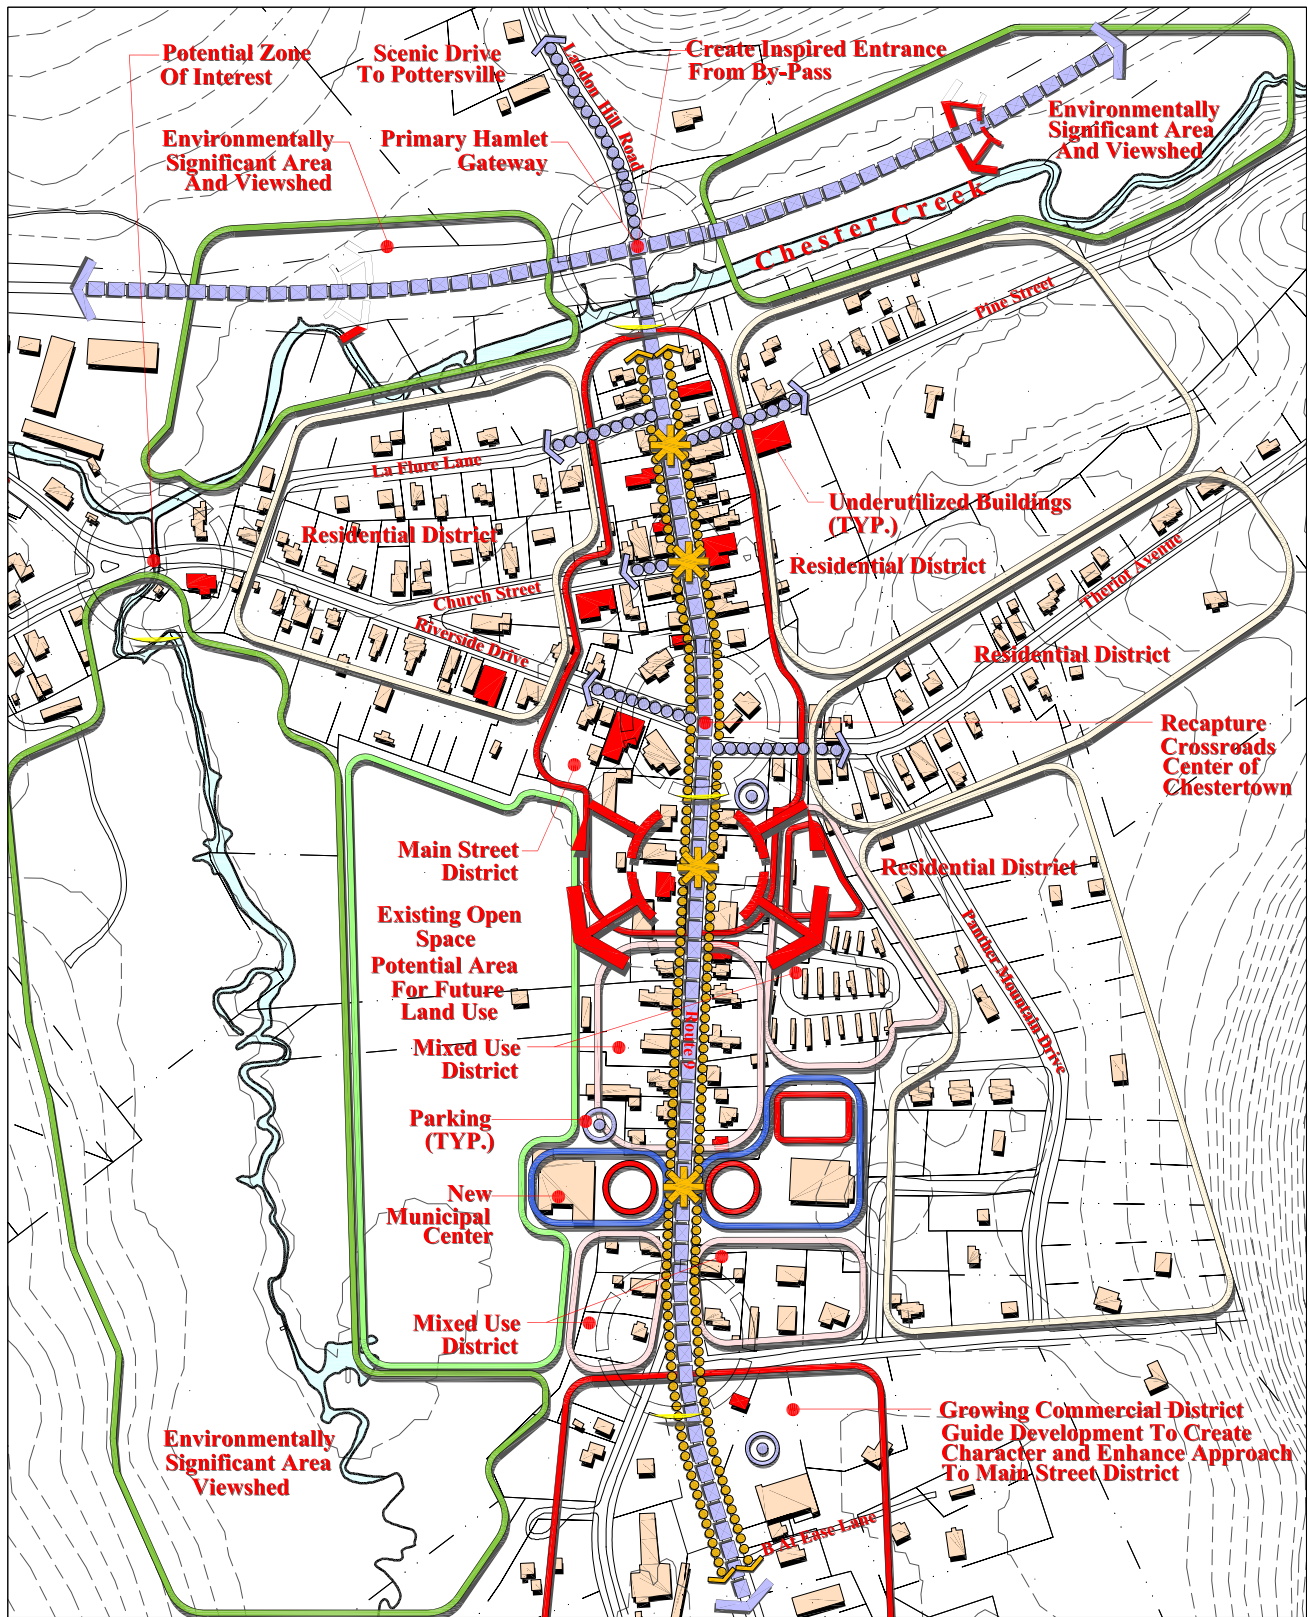 Potential Zone
Of Interest
Scenic Drive
To Pottersville
Landon Hill Road
Create Inspired Entrance
From By-Pass
Environmentally
Significant Area
And Viewshed
Primary Hamlet
Gateway
Environmentally
Significant Area
And Viewshed
Chester Creek
Pine Street
La Flure Lane
Residential District
Underutilized Buildings
(TYP.)
Residential District
Church Street
Riverside Drive
Theriot Avenue
Residential District
Recapture
Crossroads
Center of
Chestertown
Main Street
District
Residential District
Existing Open
Space
Potential Area
For Future
Land Use
Panther Mountain Drive
Route 9
Mixed Use
District
Parking
(TYP.)
New
Municipal
Center
Mixed Use
District
Environmentally
Significant Area
Viewshed
Growing Commercial District
Guide Development To Create
Character and Enhance Approach
To Main Street District
B At Ease Lane